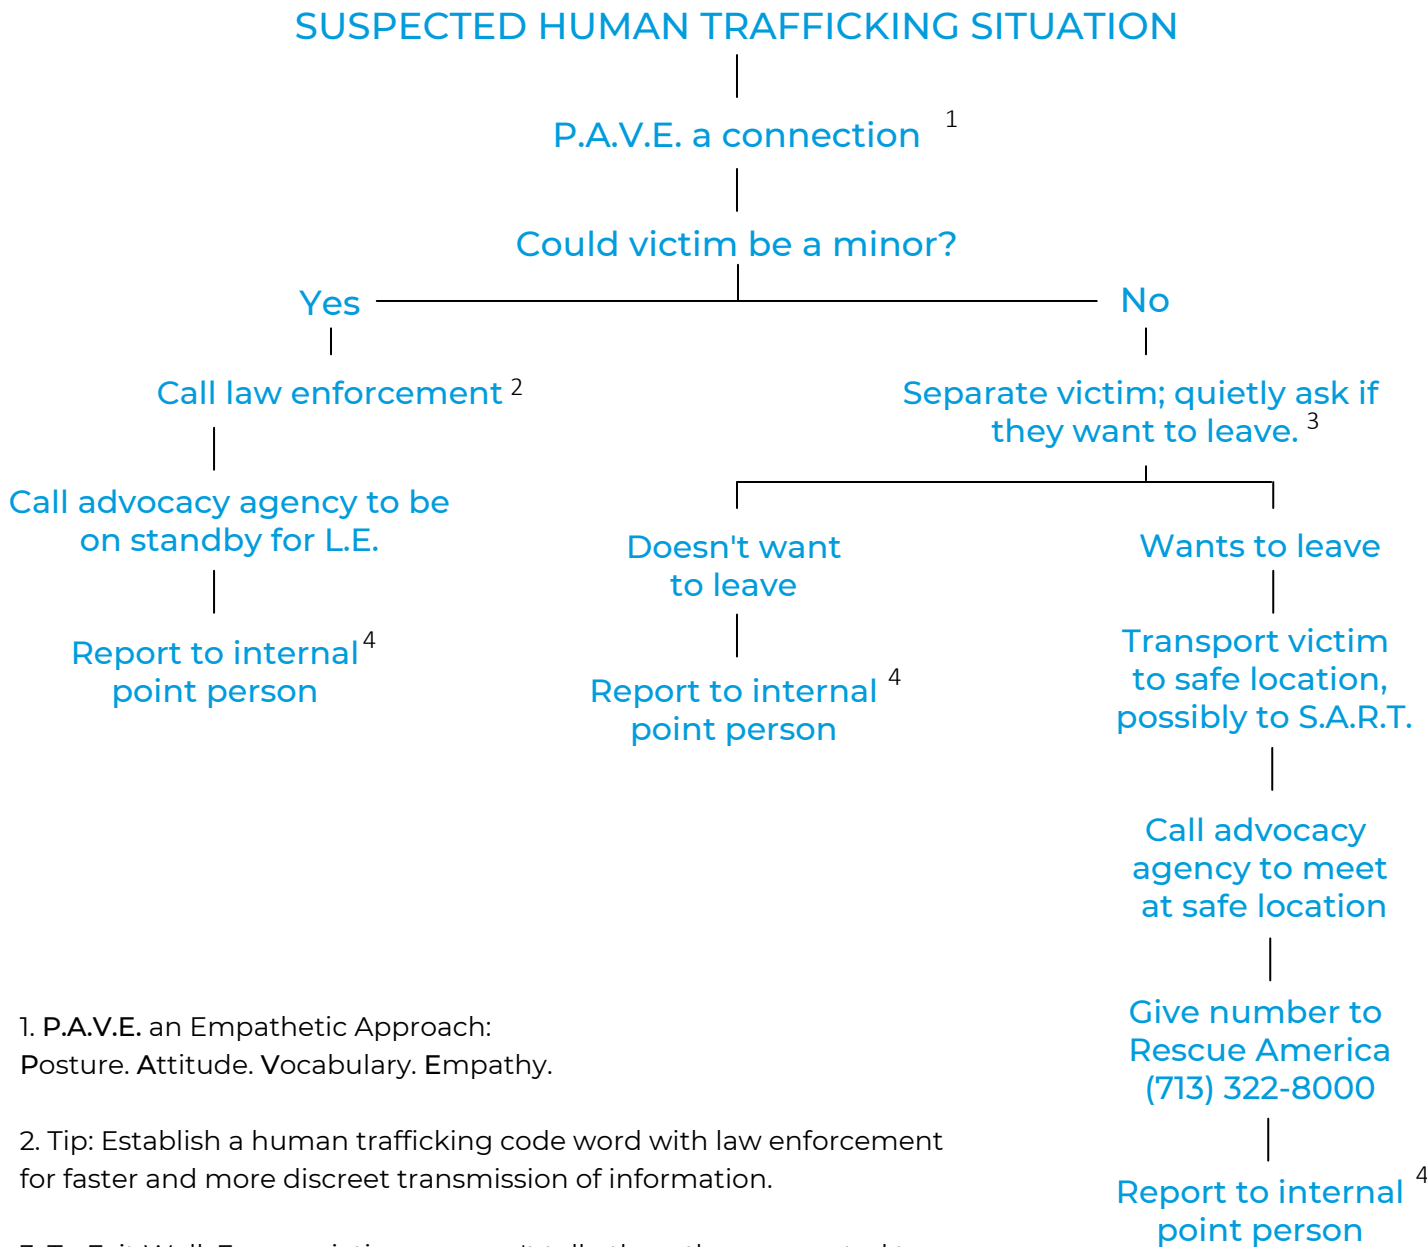 SUSPECTED HUMAN TRAFFICKING SITUATION
P.A.V.E. a connection 1
Could victim be a minor?
Yes
No
Call law enforcement 2
Call advocacy agency to be
on standby for L.E.
Report to internal 4
point person
Separate victim; quietly ask if
they want to leave. 3
Doesn't want
to leave
Report to internal 4
point person
Wants to leave
Transport victim
to safe location,
possibly to S.A.R.T.
Call advocacy
agency to meet
at safe location
Give number to
Rescue America
(713) 322-8000
Report to internal 4
point person
1. P.A.V.E. an Empathetic Approach:
Posture. Attitude. Vocabulary. Empathy.
2. Tip: Establish a human trafficking code word with law enforcement
for faster and more discreet transmission of information.